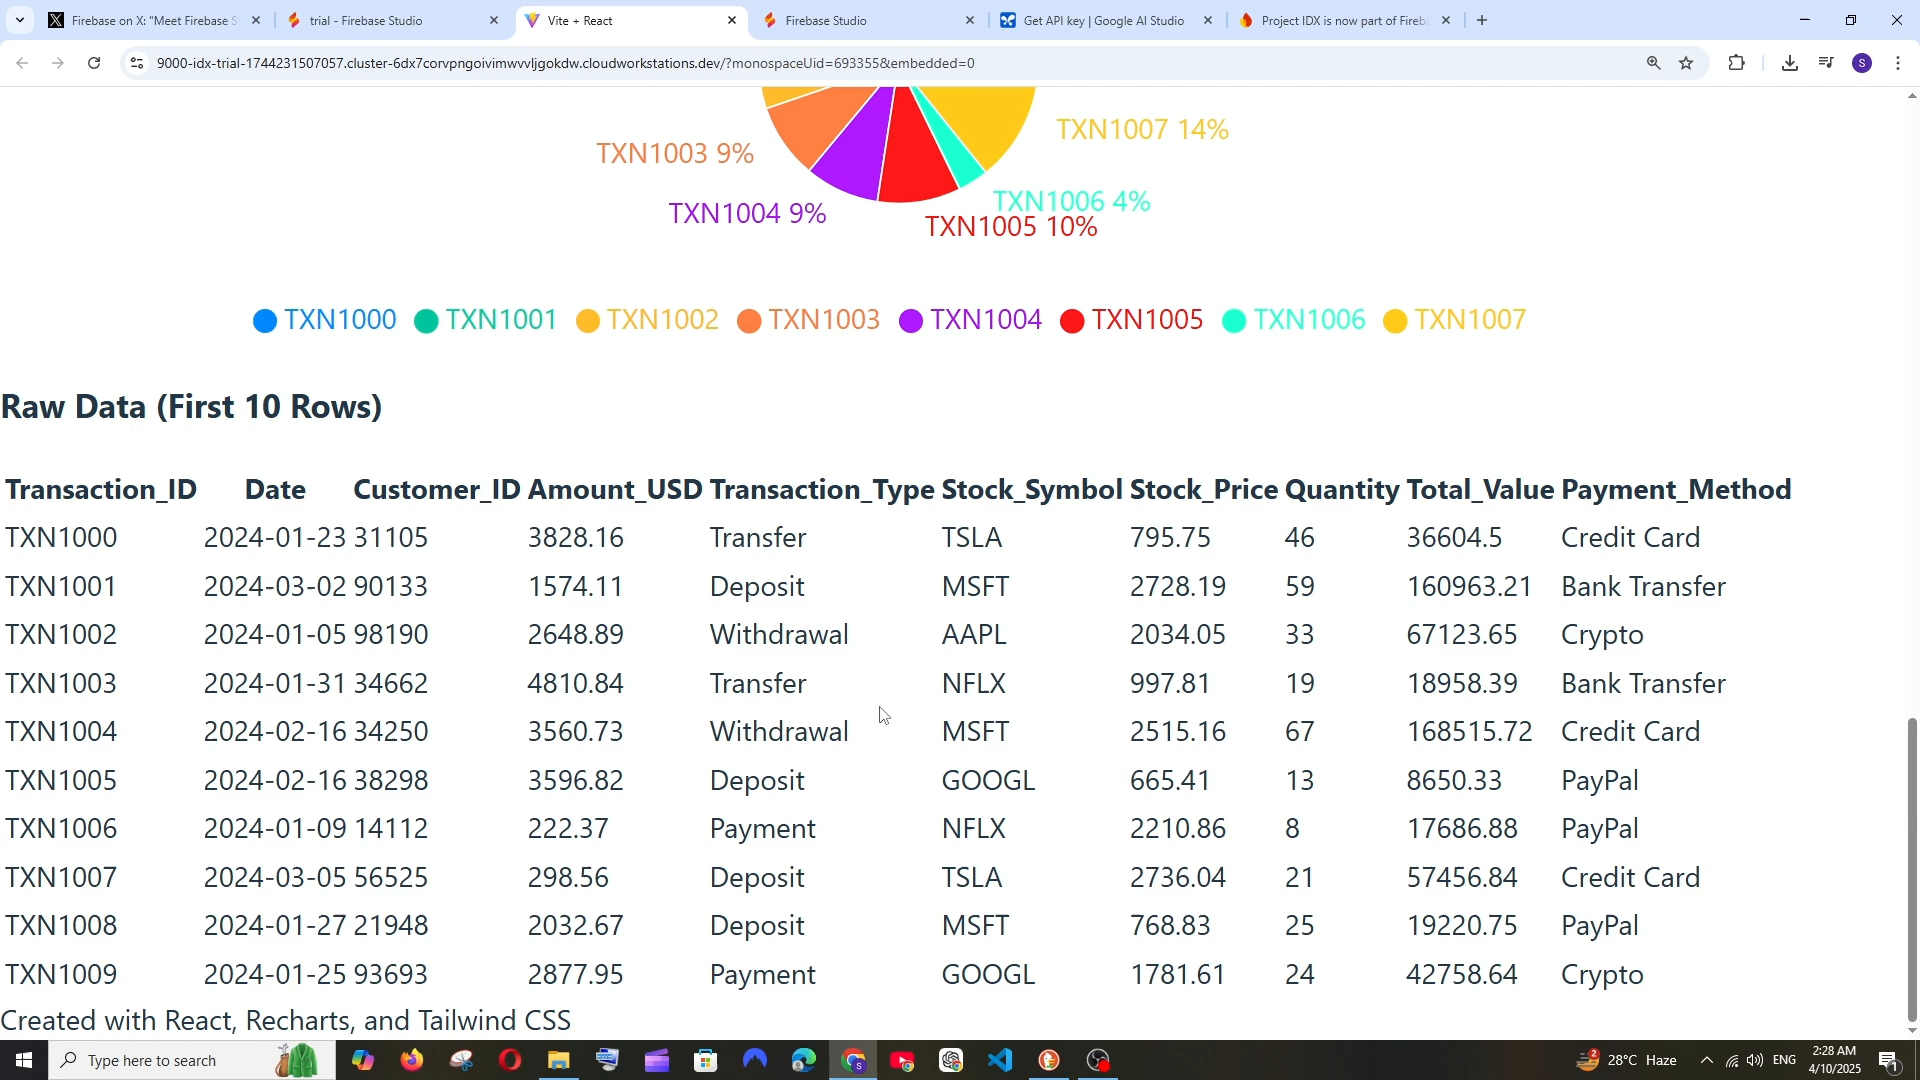 Firebase on X: "Meet Firebase S
trial - Firebase Studio
Vite + React
Firebase Studio
Get API key | Google AI Studio
Project IDX is now part of Fireb
9000-idx-trial-1744231507057.cluster-6dx7corvpngoivimwvvljgokdw.cloudworkstations.dev/?monospaceUid=693355&embedded=0
S
TXN1007 14%
TXN1003 9%
TXN1006 4%
TXN1004 9%
TXN1005 10%
TXN1000 TXN1001 TXN1002 TXN1003 TXN1004 TXN1005 TXN1006 TXN1007
Raw Data (First 10 Rows)
Transaction_ID Date Customer_ID Amount_USD Transaction_Type Stock_Symbol Stock_Price Quantity Total_Value Payment_Method
TXN1000 2024-01-23 31105 3828.16 Transfer TSLA 795.75 46 36604.5 Credit Card
TXN1001 2024-03-02 90133 1574.11 Deposit MSFT 2728.19 59 160963.21 Bank Transfer
TXN1002 2024-01-05 98190 2648.89 Withdrawal AAPL 2034.05 33 67123.65 Crypto
TXN1003 2024-01-31 34662 4810.84 Transfer NFLX 997.81 19 18958.39 Bank Transfer
TXN1004 2024-02-16 34250 3560.73 Withdrawal MSFT 2515.16 67 168515.72 Credit Card
TXN1005 2024-02-16 38298 3596.82 Deposit GOOGL 665.41 13 8650.33 PayPal
TXN1006 2024-01-09 14112 222.37 Payment NFLX 2210.86 8 17686.88 PayPal
TXN1007 2024-03-05 56525 298.56 Deposit TSLA 2736.04 21 57456.84 Credit Card
TXN1008 2024-01-27 21948 2032.67 Deposit MSFT 768.83 25 19220.75 PayPal
TXN1009 2024-01-25 93693 2877.95 Payment GOOGL 1781.61 24 42758.64 Crypto
Created with React, Recharts, and Tailwind CSS
Type here to search
2
28°C Haze
ENG
2:28 AM
4/10/2025
1